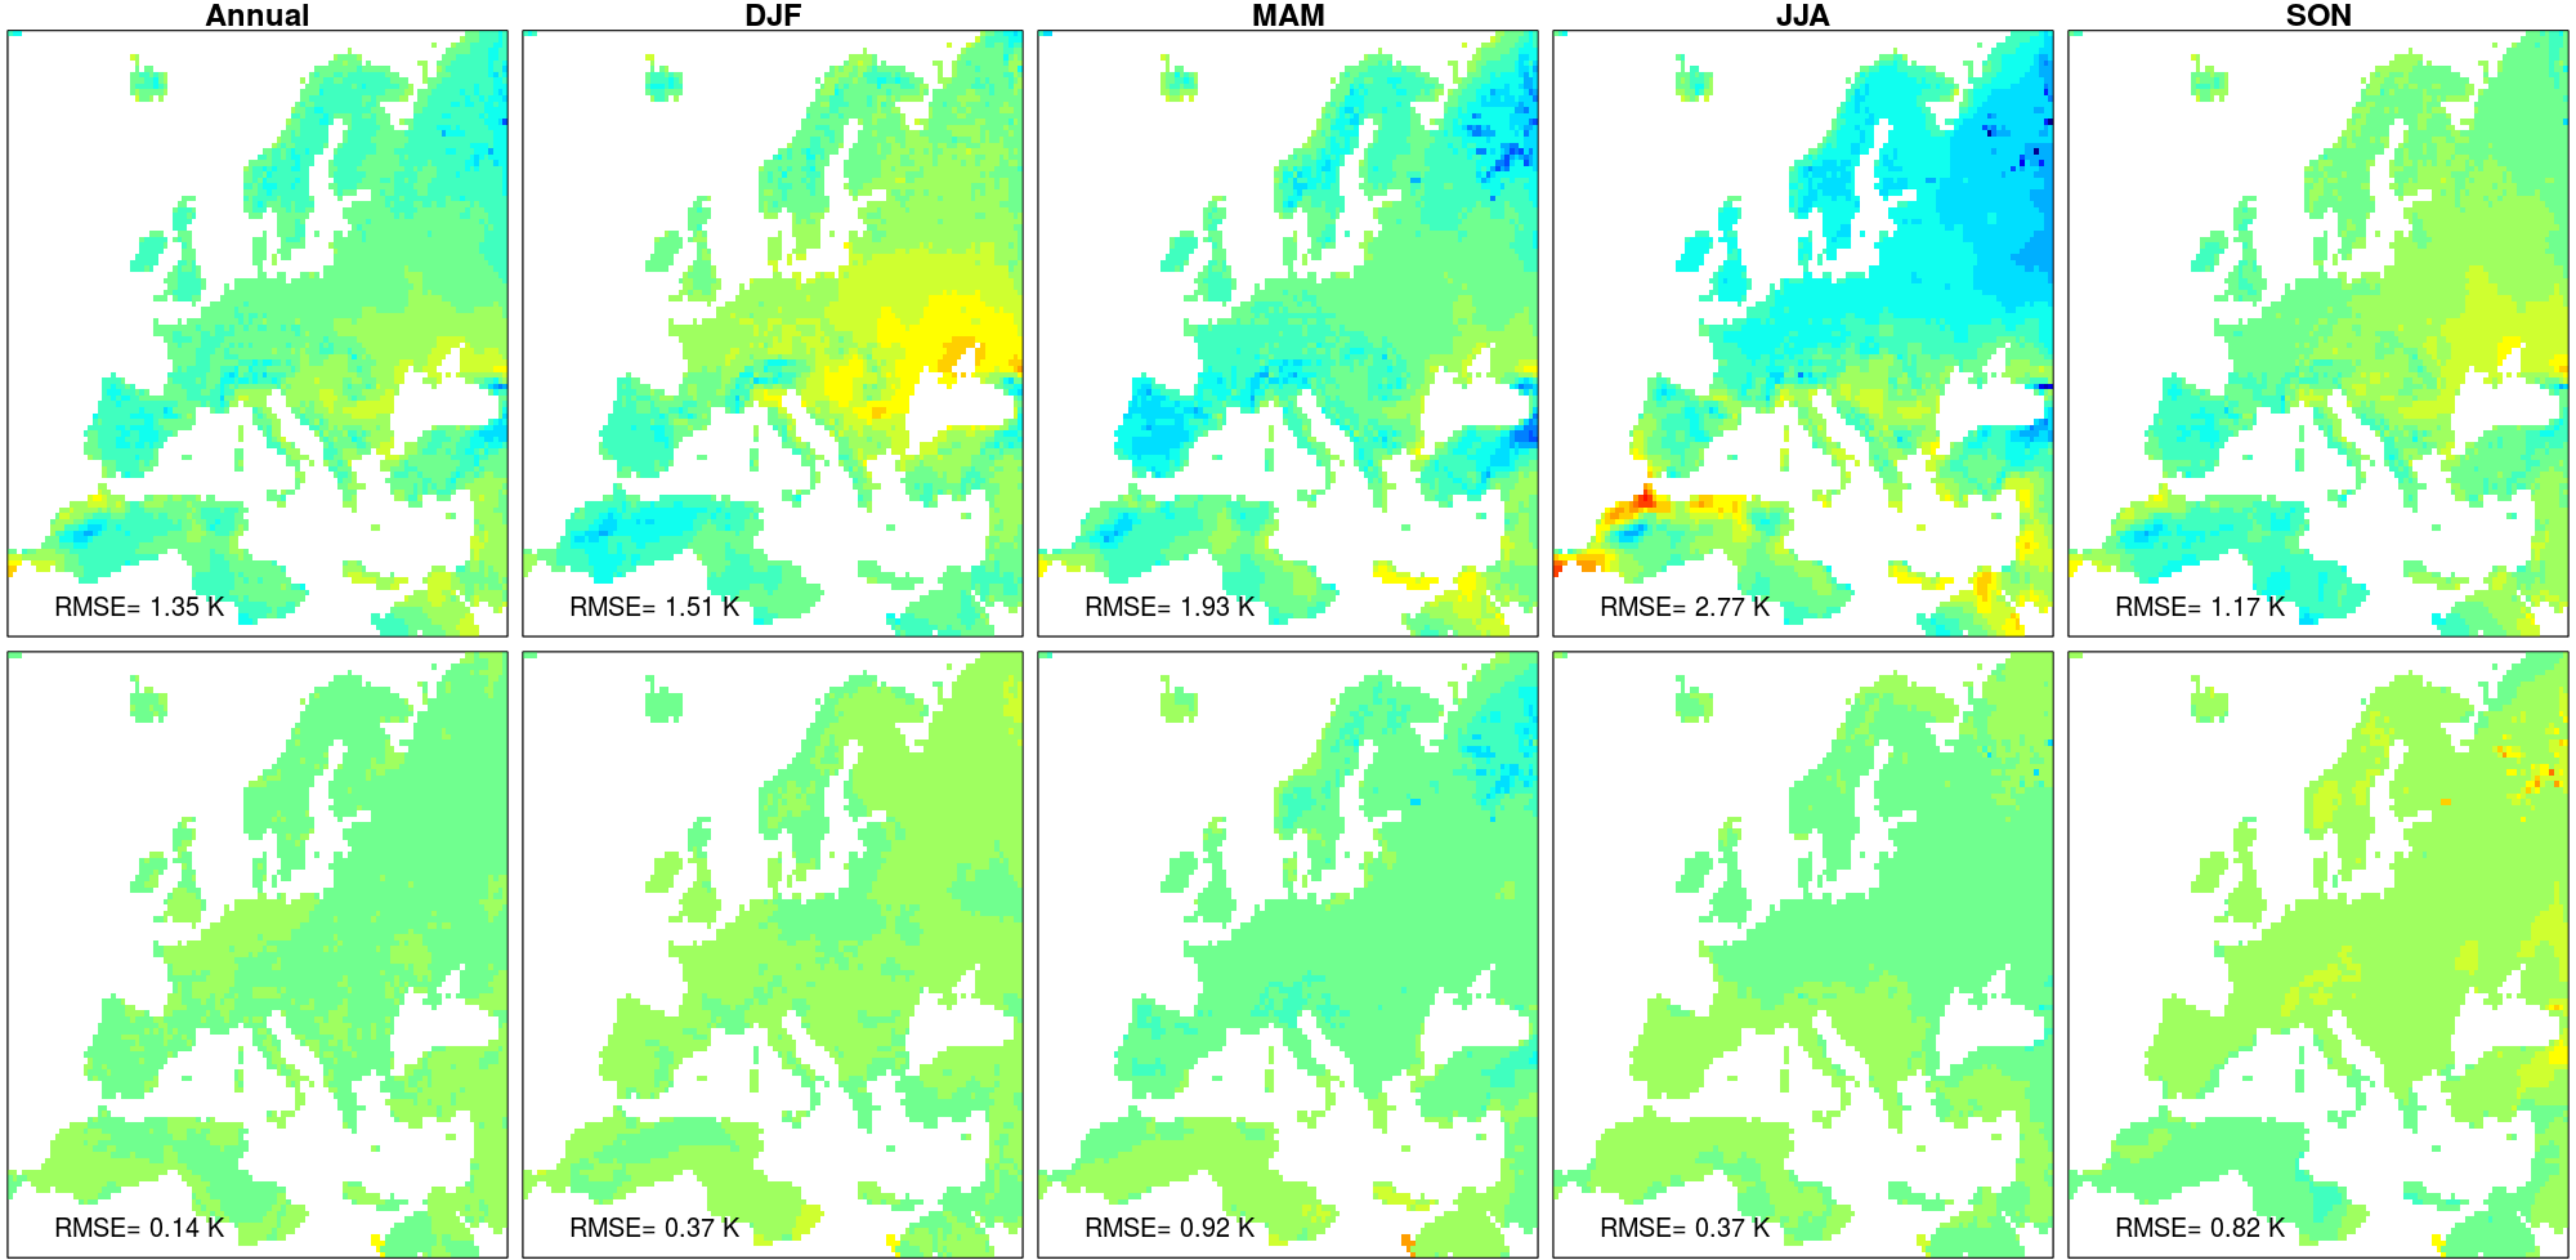 Annual DJF MAM JJA SON
RMSE= 1.35 K RMSE= 1.51 K RMSE= 1.93 K RMSE= 2.77 K RMSE= 1.17 K
RMSE= 0.14 K RMSE= 0.37 K RMSE= 0.92 K RMSE= 0.37 K RMSE= 0.82 K